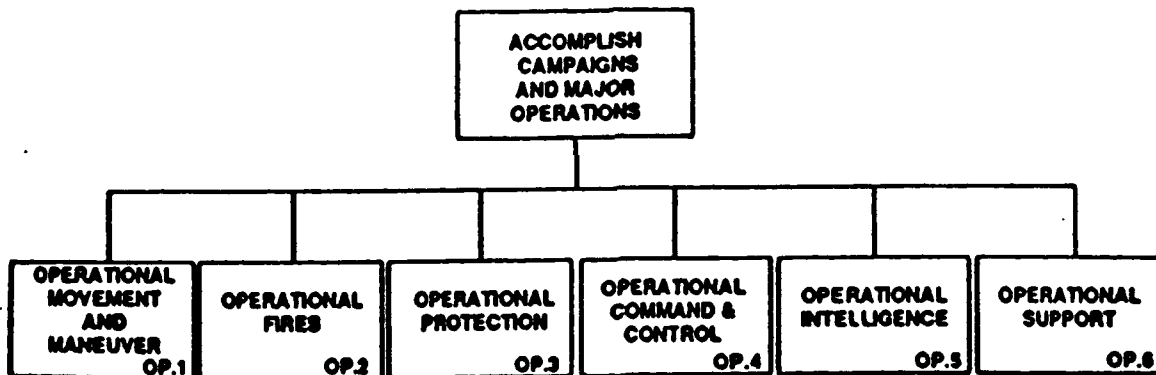 ACCOMPLISH
CAMPAIGNS
AND MAJOR
OPERATIONS
OPERATIONAL
MOVEMENT
AND
MANEUVER
OP.1
OPERATIONAL
FIRES
OP.2
OPERATIONAL
PROTECTION
OP.3
OPERATIONAL
COMMAND &
CONTROL
OP.4
OPERATIONAL
INTELLIGENCE
OP.5
OPERATIONAL
SUPPORT
OP.6